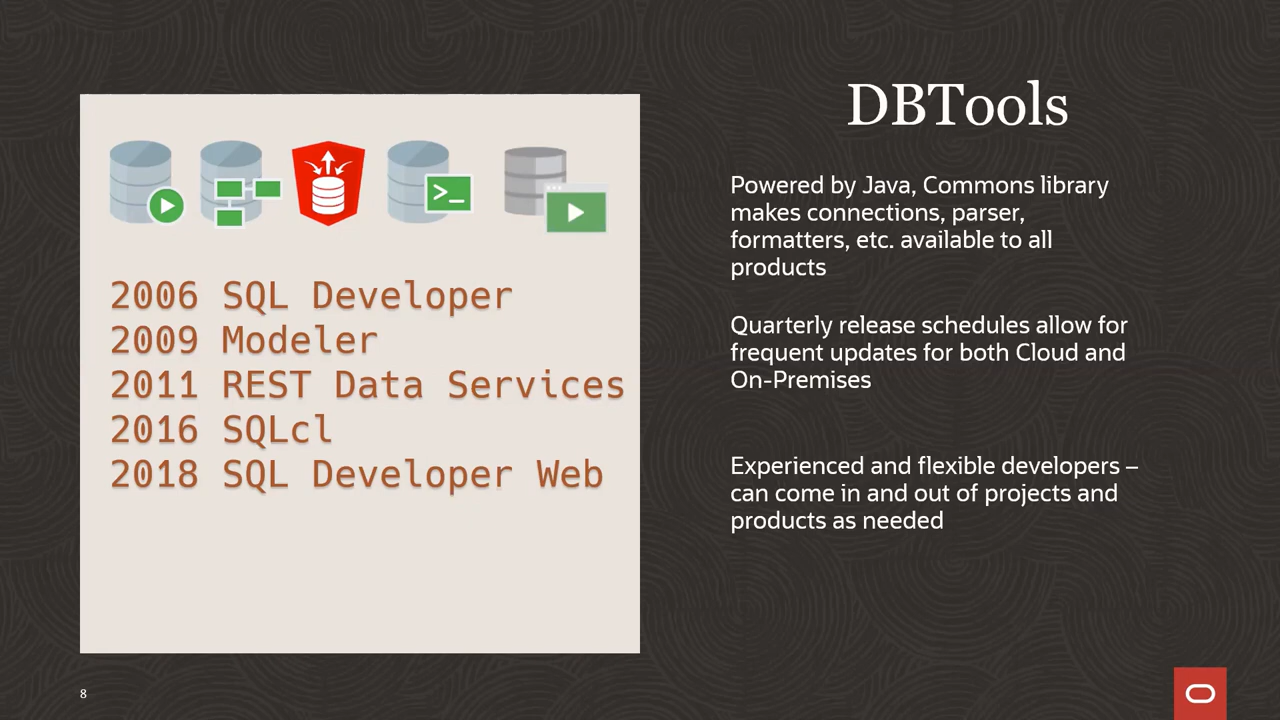 DBTools
2006 SQL Developer
2009 Modeler
2011 REST Data Services
2016 SQLcl
2018 SQL Developer Web
Powered by Java, Commons library
makes connections, parser,
formatters, etc. available to all
products
Quarterly release schedules allow for
frequent updates for both Cloud and
On-Premises
Experienced and flexible developers –
can come in and out of projects and
products as needed
8